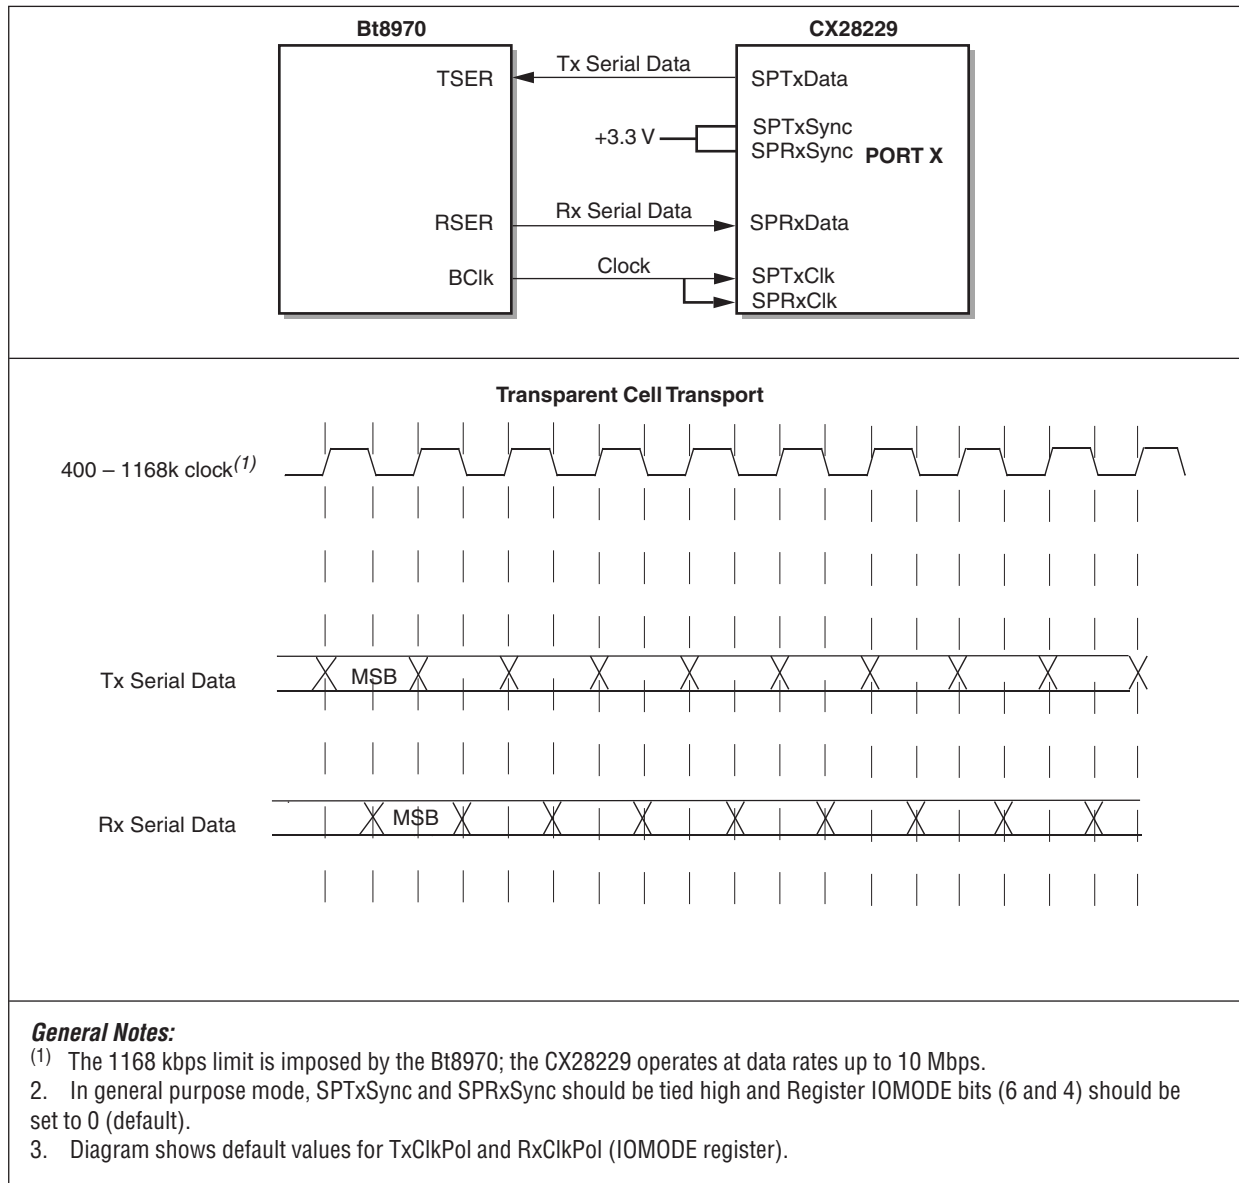 Bt8970
CX28229
TSER
Tx Serial Data
SPTxData
+3.3 V
SPTxSync
SPRxSync
PORT X
RSER
Rx Serial Data
SPRxData
BClk
Clock
SPTxClk
SPRxClk
Transparent Cell Transport
400 – 1168k clock(1)
Tx Serial Data
MSB
Rx Serial Data
MSB
General Notes:
(1) The 1168 kbps limit is imposed by the Bt8970; the CX28229 operates at data rates up to 10 Mbps.
2. In general purpose mode, SPTxSync and SPRxSync should be tied high and Register IOMODE bits (6 and 4) should be
set to 0 (default).
3. Diagram shows default values for TxClkPol and RxClkPol (IOMODE register).